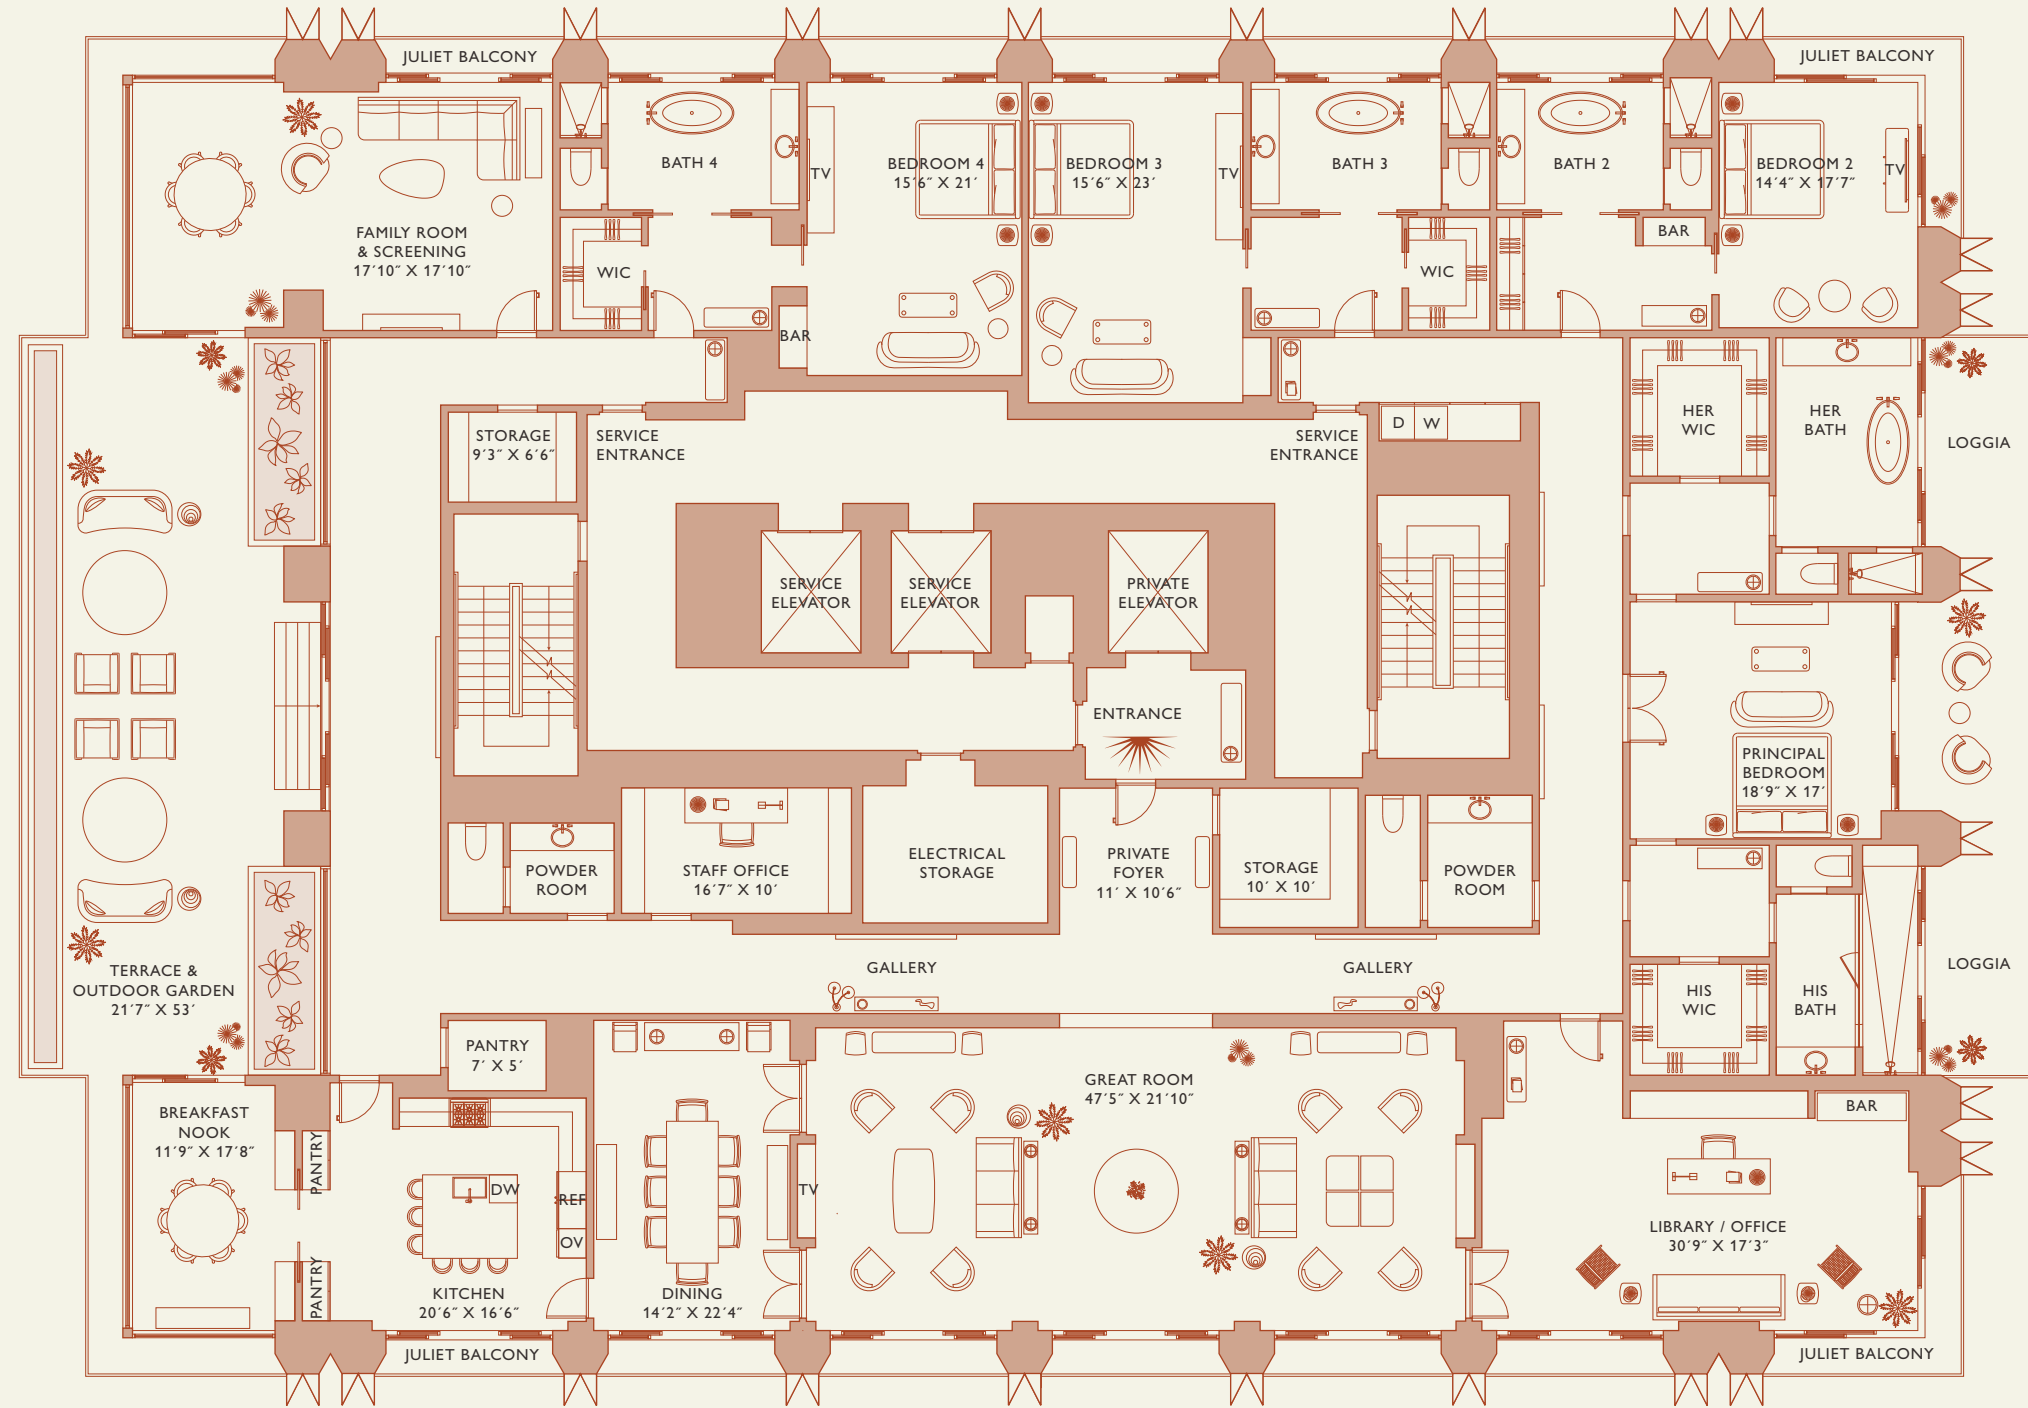 JULIET BALCONY
JULIET BALCONY
BATH 4
TV
BEDROOM 4
15′6″ X 21′
BEDROOM 3
15′6″ X 23′
TV
BATH 3
BATH 2
BEDROOM 2
14′4″ X 17′7″
TV
FAMILY ROOM
& SCREENING
17′10″ X 17′10″
WIC
WIC
BAR
BAR
STORAGE
9′3″ X 6′6″
SERVICE
ENTRANCE
SERVICE
ENTRANCE
D
W
HER
WIC
HER
BATH
LOGGIA
SERVICE
ELEVATOR
SERVICE
ELEVATOR
PRIVATE
ELEVATOR
ENTRANCE
PRINCIPAL
BEDROOM
18′9″ X 17′
POWDER
ROOM
STAFF OFFICE
16′7″ X 10′
ELECTRICAL
STORAGE
PRIVATE
FOYER
11′ X 10′6″
STORAGE
10′ X 10′
POWDER
ROOM
TERRACE &
OUTDOOR GARDEN
21′7″ X 53′
GALLERY
GALLERY
HIS
WIC
HIS
BATH
LOGGIA
PANTRY
7′ X 5′
GREAT ROOM
47′5″ X 21′10″
BAR
BREAKFAST
NOOK
11′9″ X 17′8″
PANTRY
PANTRY
DW
REF
OV
TV
KITCHEN
20′6″ X 16′6″
DINING
14′2″ X 22′4″
LIBRARY / OFFICE
30′9″ X 17′3″
JULIET BALCONY
JULIET BALCONY